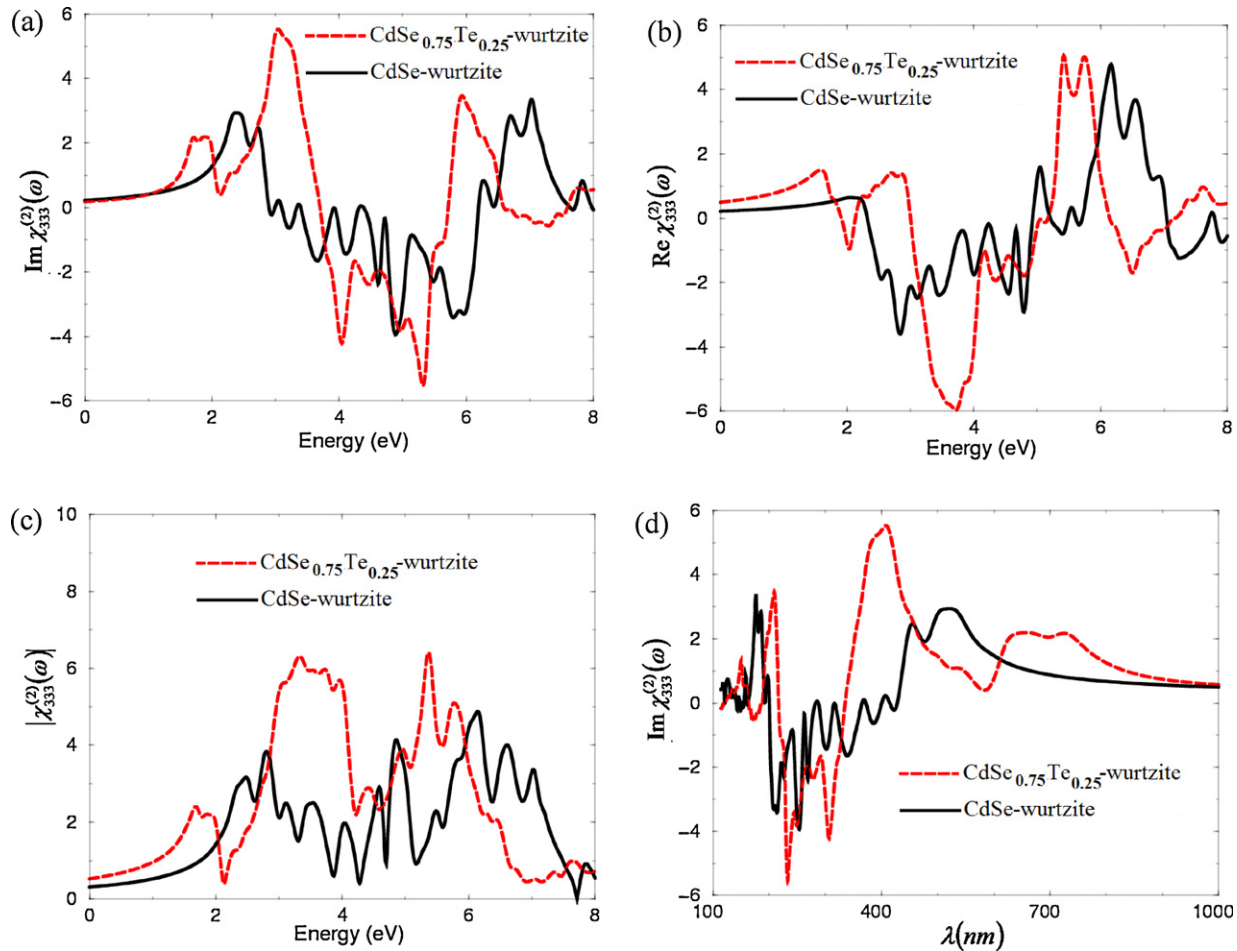 (a)
6
4
2
0
−2
−4
−6
Im χ333(2)(ω)
CdSe0.75Te0.25-wurtzite
CdSe-wurtzite
0 2 4 6 8
Energy (eV)
(b)
6
4
2
0
−2
−4
−6
Re χ333(2)(ω)
CdSe0.75Te0.25-wurtzite
CdSe-wurtzite
0 2 4 6 8
Energy (eV)
(c)
10
8
6
4
2
0
|χ333(2)(ω)|
CdSe0.75Te0.25-wurtzite
CdSe-wurtzite
0 2 4 6 8
Energy (eV)
(d)
6
4
2
0
−2
−4
−6
Im χ333(2)(ω)
CdSe0.75Te0.25-wurtzite
CdSe-wurtzite
100 400 700 1000
λ(nm)